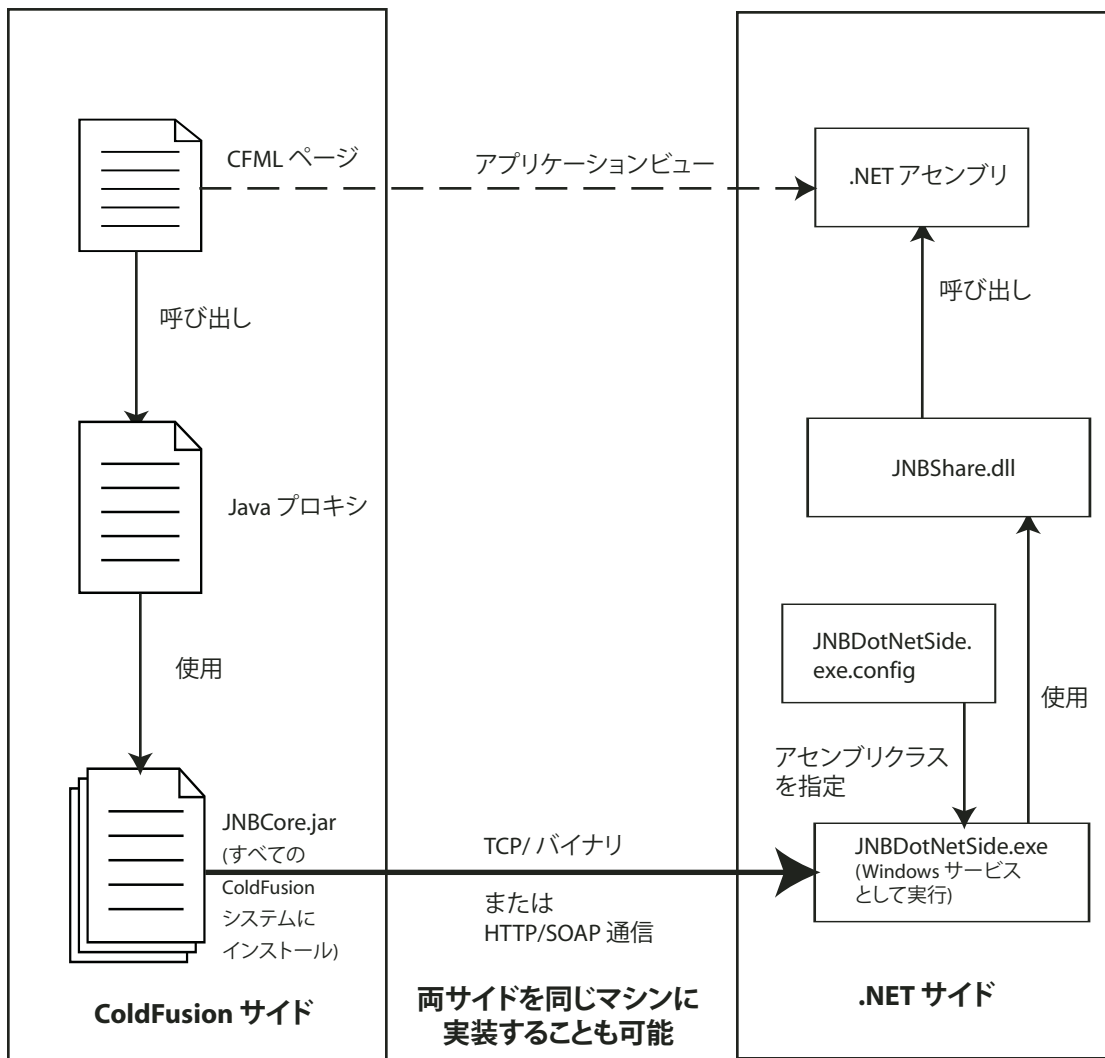 CFML ページ
アプリケーションビュー
.NET アセンブリ
呼び出し
呼び出し
Java プロキシ
JNBShare.dll
使用
JNBDotNetSide.
exe.config
使用
アセンブリクラス
を指定
JNBCore.jar
(すべての
ColdFusion
システムに
インストール)
TCP/ バイナリ
または
HTTP/SOAP 通信
JNBDotNetSide.exe
(Windows サービス
として実行)
ColdFusion サイド
両サイドを同じマシンに
実装することも可能
.NET サイド